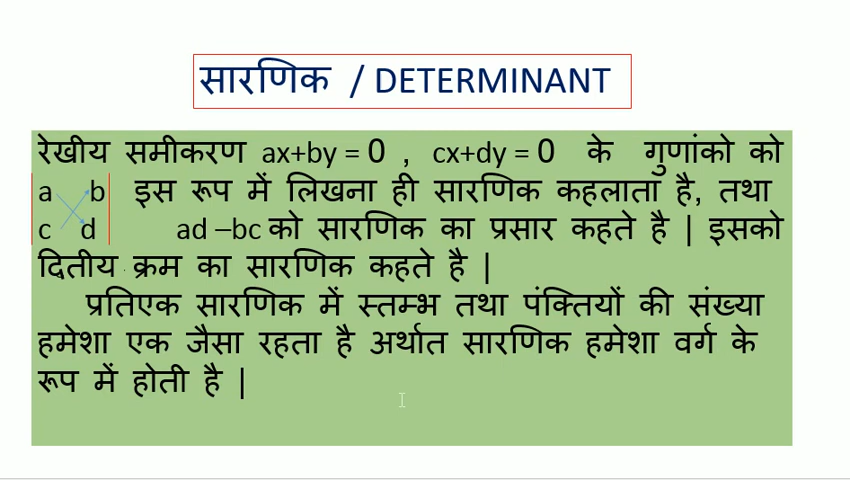 सारणिक / DETERMINANT
रेखीय समीकरण ax+by = 0 , cx+dy = 0 के गुणांको को
a b इस रूप में लिखना ही सारणिक कहलाता है, तथा
c d ad –bc को सारणिक का प्रसार कहते है |इसको
दितीय क्रम का सारणिक कहते है |
प्रतिएक सारणिक में स्तम्भ तथा पंक्तियों की संख्या
हमेशा एक जैसा रहता है अर्थात सारणिक हमेशा वर्ग के
रूप में होती है |